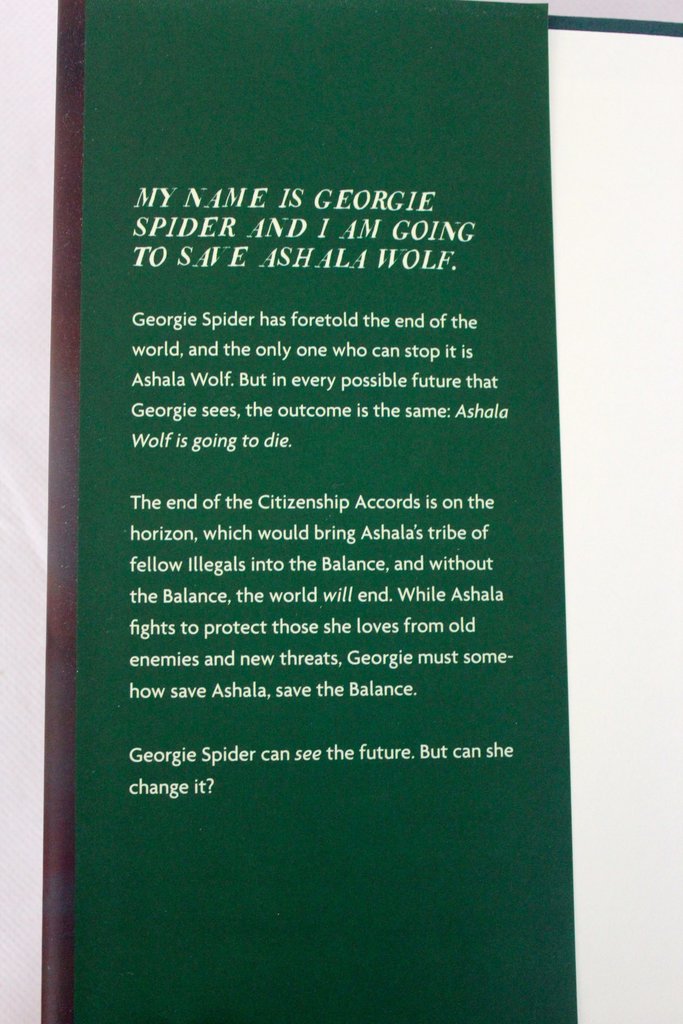 MY NAME IS GEORGIE
SPIDER AND I AM GOING
TO SAVE ASHALA WOLF.
Georgie Spider has foretold the end of the
world, and the only one who can stop it is
Ashala Wolf. But in every possible future that
Georgie sees, the outcome is the same: Ashala
Wolf is going to die.
The end of the Citizenship Accords is on the
horizon, which would bring Ashala's tribe of
fellow Illegals into the Balance, and without
the Balance, the world will end. While Ashala
fights to protect those she loves from old
enemies and new threats, Georgie must some-
how save Ashala, save the Balance.
Georgie Spider can see the future. But can she
change it?